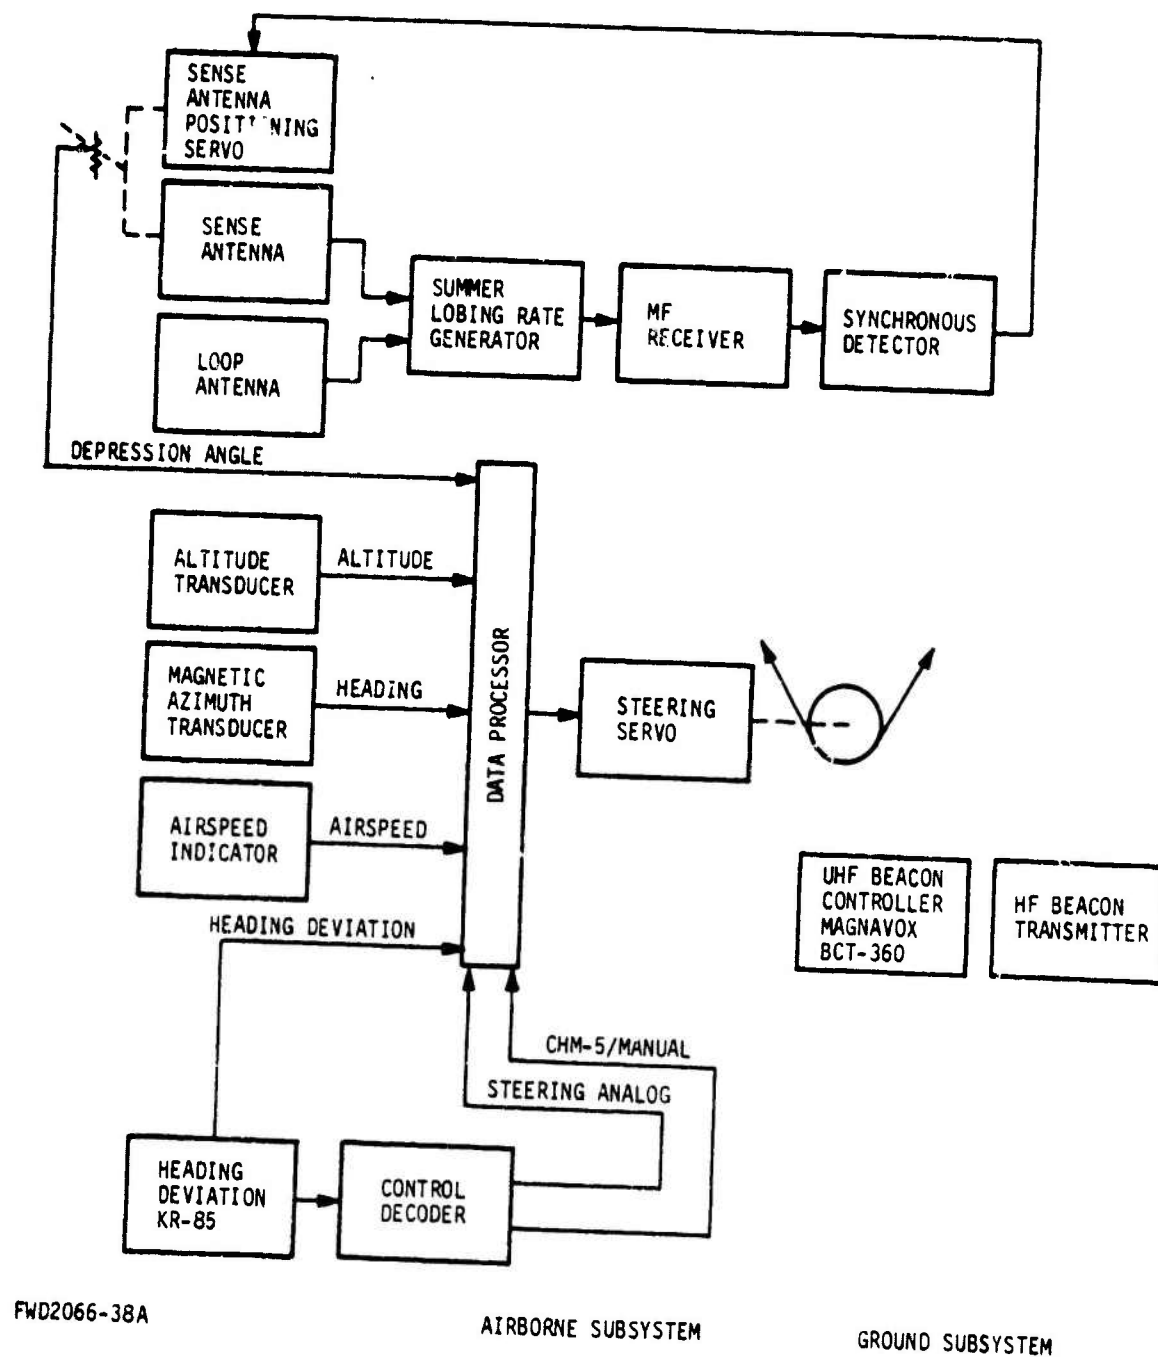 SENSE
ANTENNA
POSITIONING
SERVO
SENSE
ANTENNA
LOOP
ANTENNA
SUMMER
LOBING RATE
GENERATOR
MF
RECEIVER
SYNCHRONOUS
DETECTOR
DEPRESSION ANGLE
ALTITUDE
TRANSDUCER
ALTITUDE
MAGNETIC
AZIMUTH
TRANSDUCER
HEADING
AIRSPEED
INDICATOR
AIRSPEED
HEADING DEVIATION
DATA PROCESSOR
STEERING
SERVO
UHF BEACON
CONTROLLER
MAGNAVOX
BCT-360
HF BEACON
TRANSMITTER
CHM-5/MANUAL
STEERING ANALOG
HEADING
DEVIATION
KR-85
CONTROL
DECODER
FWD2066-38A
AIRBORNE SUBSYSTEM
GROUND SUBSYSTEM